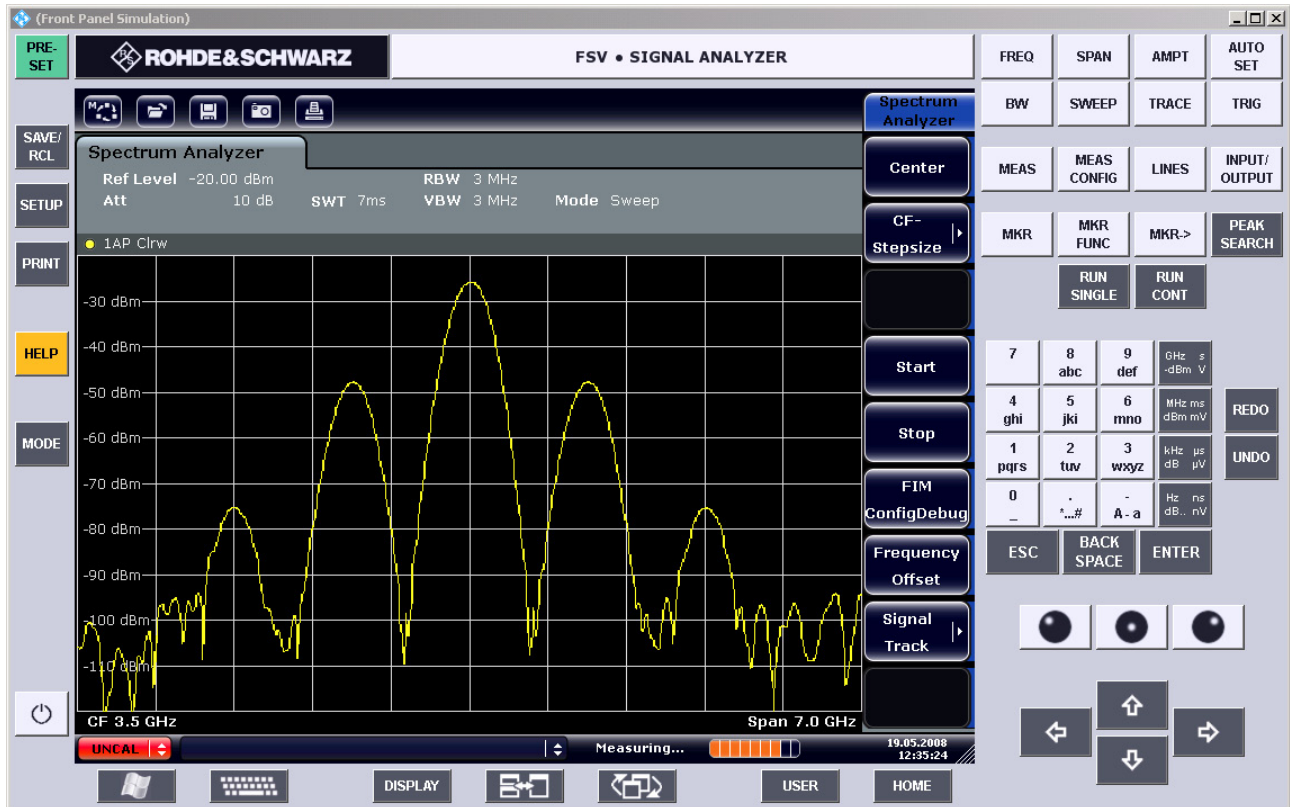 (Front Panel Simulation)
PRE-
SET
ROHDE&SCHWARZ
FSV • SIGNAL ANALYZER
FREQ
SPAN
AMPT
AUTO
SET
BW
SWEEP
TRACE
TRIG
SAVE/
RCL
SETUP
PRINT
HELP
MODE
Spectrum Analyzer
Ref Level -20.00 dBm
RBW 3 MHz
Att 10 dB SWT 7ms VBW 3 MHz Mode Sweep
1AP Clrw
-30 dBm
-40 dBm
-50 dBm
-60 dBm
-70 dBm
-80 dBm
-90 dBm
-100 dBm
-110 dBm
CF 3.5 GHz
Span 7.0 GHz
UNCAL
Measuring...
19.05.2008
12:35:24
Spectrum
Analyzer
Center
CF-
Stepsize
Start
Stop
FIM
ConfigDebug
Frequency
Offset
Signal
Track
MEAS
MEAS
CONFIG
LINES
INPUT/
OUTPUT
MKR
MKR
FUNC
MKR->
PEAK
SEARCH
RUN
SINGLE
RUN
CONT
7
8
abc
9
def
GHz s
-dBm V
4
ghi
5
jkl
6
mno
MHz ms
dBm mV
REDO
1
pqrs
2
tuv
3
wxyz
kHz µs
dB µV
UNDO
0
_
.
*...#
-
A - a
Hz ns
dB.. nV
ESC
BACK
SPACE
ENTER
DISPLAY
USER
HOME